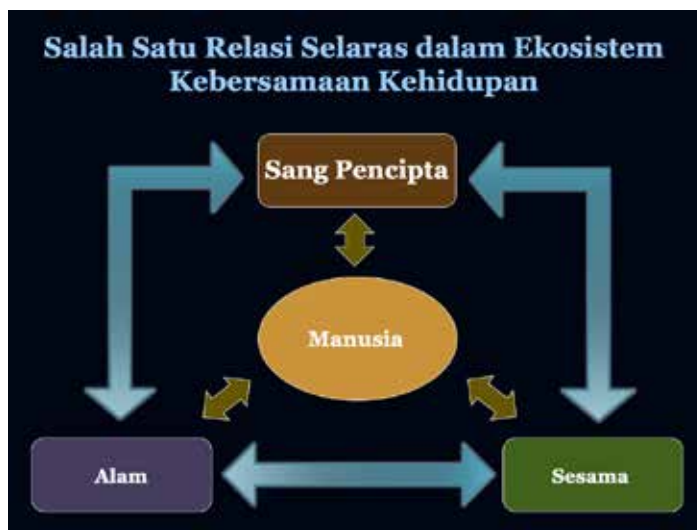 Salah Satu Relasi Selaras dalam Ekosistem
Kebersamaan Kehidupan
Sang Pencipta
Manusia
Alam
Sesama